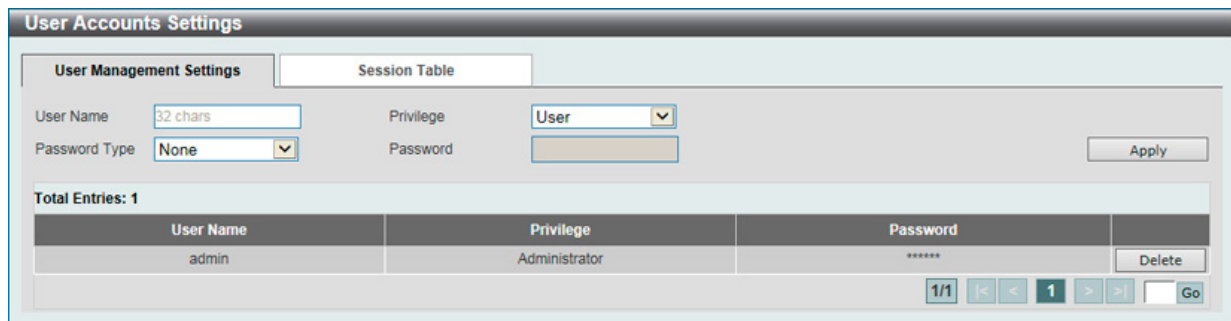 User Accounts Settings
User Management Settings Session Table
User Name 32 chars Privilege User
Password Type None Password Apply
Total Entries: 1
User Name Privilege Password
admin Administrator ****** Delete
1/1 |< < 1 > >| Go